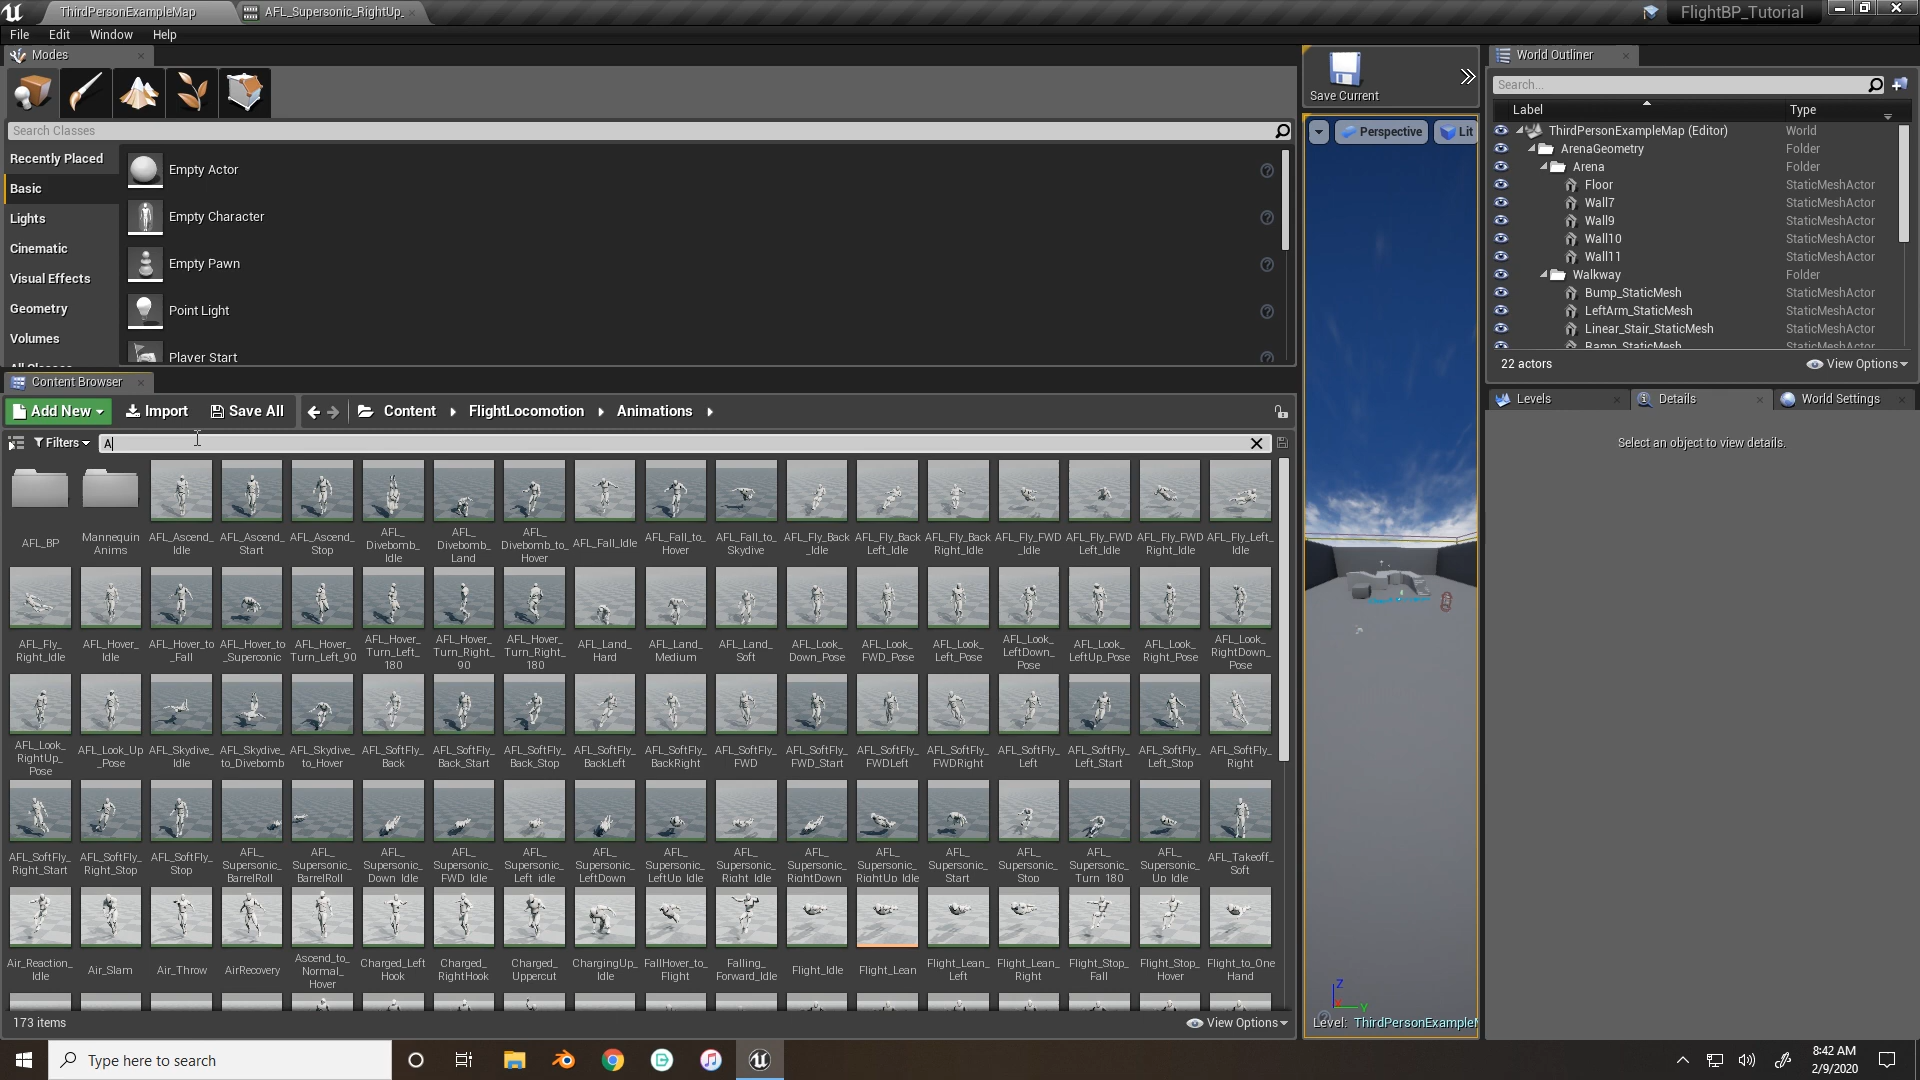 ThirdPersonExampleMap
AFL_Supersonic_RightUp_
FlightBP_Tutorial
File Edit Window Help
Modes
Search Classes
Recently Placed
Basic
Lights
Cinematic
Visual Effects
Geometry
Volumes
Empty Actor
Empty Character
Empty Pawn
Point Light
Player Start
Save Current
Perspective
Lit
World Outliner
Search...
Label Type
ThirdPersonExampleMap (Editor) World
ArenaGeometry Folder
Arena Folder
Floor StaticMeshActor
Wall7 StaticMeshActor
Wall9 StaticMeshActor
Wall10 StaticMeshActor
Wall11 StaticMeshActor
Walkway Folder
Bump_StaticMesh StaticMeshActor
LeftArm_StaticMesh StaticMeshActor
Linear_Stair_StaticMesh StaticMeshActor
Ramp_StaticMesh StaticMeshActor
22 actors View Options
Levels Details World Settings
Select an object to view details.
Content Browser
Add New Import Save All Content FlightLocomotion Animations
Filters A
AFL_BP
Mannequin
Anims
AFL_Ascend_
Idle
AFL_Ascend_
Start
AFL_Ascend_
Stop
AFL_
Divebomb_
Idle
AFL_
Divebomb_
Land
AFL_
Divebomb_to_
Hover
AFL_Fall_Idle
AFL_Fall_to_
Hover
AFL_Fall_to_
Skydive
AFL_Fly_Back
_Idle
AFL_Fly_Back
Left_Idle
AFL_Fly_Back
Right_Idle
AFL_Fly_FWD
_Idle
AFL_Fly_FWD
Left_Idle
AFL_Fly_FWD
Right_Idle
AFL_Fly_Left_
Idle
AFL_Fly_
Right_Idle
AFL_Hover_
Idle
AFL_Hover_to
_Fall
AFL_Hover_to
_Superconic
AFL_Hover_
Turn_Left_90
AFL_Hover_
Turn_Left_
180
AFL_Hover_
Turn_Right_
90
AFL_Hover_
Turn_Right_
180
AFL_Land_
Hard
AFL_Land_
Medium
AFL_Land_
Soft
AFL_Look_
Down_Pose
AFL_Look_
FWD_Pose
AFL_Look_
Left_Pose
AFL_Look_
LeftDown_
Pose
AFL_Look_
LeftUp_Pose
AFL_Look_
Right_Pose
AFL_Look_
RightDown_
Pose
AFL_Look_
RightUp_
Pose
AFL_Look_Up
_Pose
AFL_Skydive_
Idle
AFL_Skydive_
to_Divebomb
AFL_Skydive_
to_Hover
AFL_SoftFly_
Back
AFL_SoftFly_
Back_Start
AFL_SoftFly_
Back_Stop
AFL_SoftFly_
BackLeft
AFL_SoftFly_
BackRight
AFL_SoftFly_
FWD
AFL_SoftFly_
FWD_Start
AFL_SoftFly_
FWDLeft
AFL_SoftFly_
FWDRight
AFL_SoftFly_
Left
AFL_SoftFly_
Left_Start
AFL_SoftFly_
Left_Stop
AFL_SoftFly_
Right
AFL_SoftFly_
Right_Start
AFL_SoftFly_
Right_Stop
AFL_SoftFly_
Stop
AFL_
Supersonic_
BarrelRoll
AFL_
Supersonic_
BarrelRoll
AFL_
Supersonic_
Down_Idle
AFL_
Supersonic_
FWD_Idle
AFL_
Supersonic_
Left_idle
AFL_
Supersonic_
LeftDown
AFL_
Supersonic_
LeftUp_Idle
AFL_
Supersonic_
Right_Idle
AFL_
Supersonic_
RightDown
AFL_
Supersonic_
RightUp_Idle
AFL_
Supersonic_
Start
AFL_
Supersonic_
Stop
AFL_
Supersonic_
Turn_180
AFL_
Supersonic_
Up_Idle
AFL_Takeoff_
Soft
Air_Reaction_
Idle
Air_Slam
Air_Throw
AirRecovery
Ascend_to_
Normal_
Hover
Charged_Left
Hook
Charged_
RightHook
Charged_
Uppercut
ChargingUp_
Idle
FallHover_to_
Flight
Falling_
Forward_Idle
Flight_Idle
Flight_Lean
Flight_Lean_
Left
Flight_Lean_
Right
Flight_Stop_
Fall
Flight_Stop_
Hover
Flight_to_One
Hand
173 items View Options
Z
Y
Level: ThirdPersonExampleM
Type here to search
8:42 AM
2/9/2020